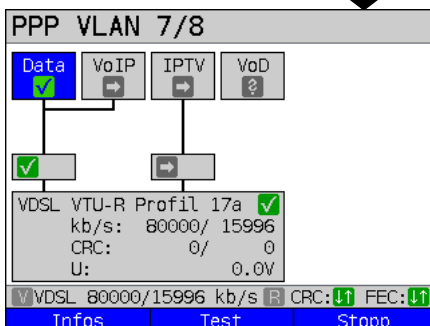 PPP VLAN 7/8
Data VoIP IPTV VoD
?
VDSL VTU-R Profil 17a
kb/s: 80000/ 15996
CRC: 0/ 0
U: 0.0V
V VDSL 80000/15996 kb/s R CRC: FEC:
Infos Test Stopp